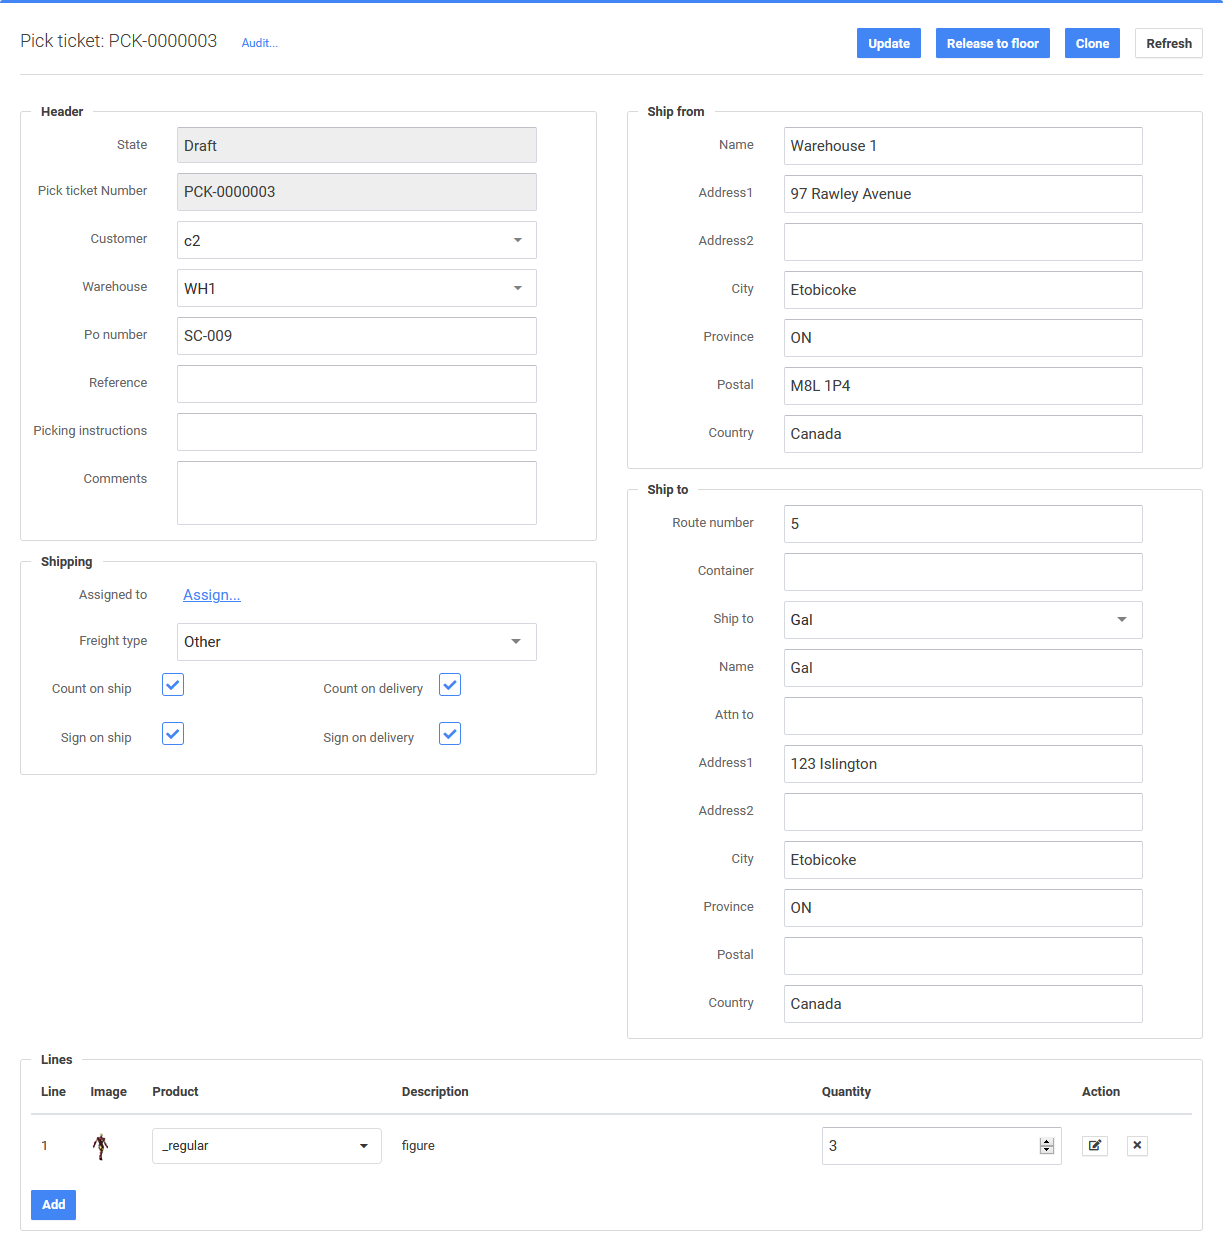 Pick ticket: PCK-0000003 Audit... Update Release to floor Clone Refresh
Header
State Draft
Pick ticket Number PCK-0000003
Customer c2
Warehouse WH1
Po number SC-009
Reference
Picking instructions
Comments
Shipping
Assigned to Assign...
Freight type Other
Count on ship Count on delivery
Sign on ship Sign on delivery
Ship from
Name Warehouse 1
Address1 97 Rawley Avenue
Address2
City Etobicoke
Province ON
Postal M8L 1P4
Country Canada
Ship to
Route number 5
Container
Ship to Gal
Name Gal
Attn to
Address1 123 Islington
Address2
City Etobicoke
Province ON
Postal
Country Canada
Lines
Line Image Product Description Quantity Action
1 _regular figure 3
Add